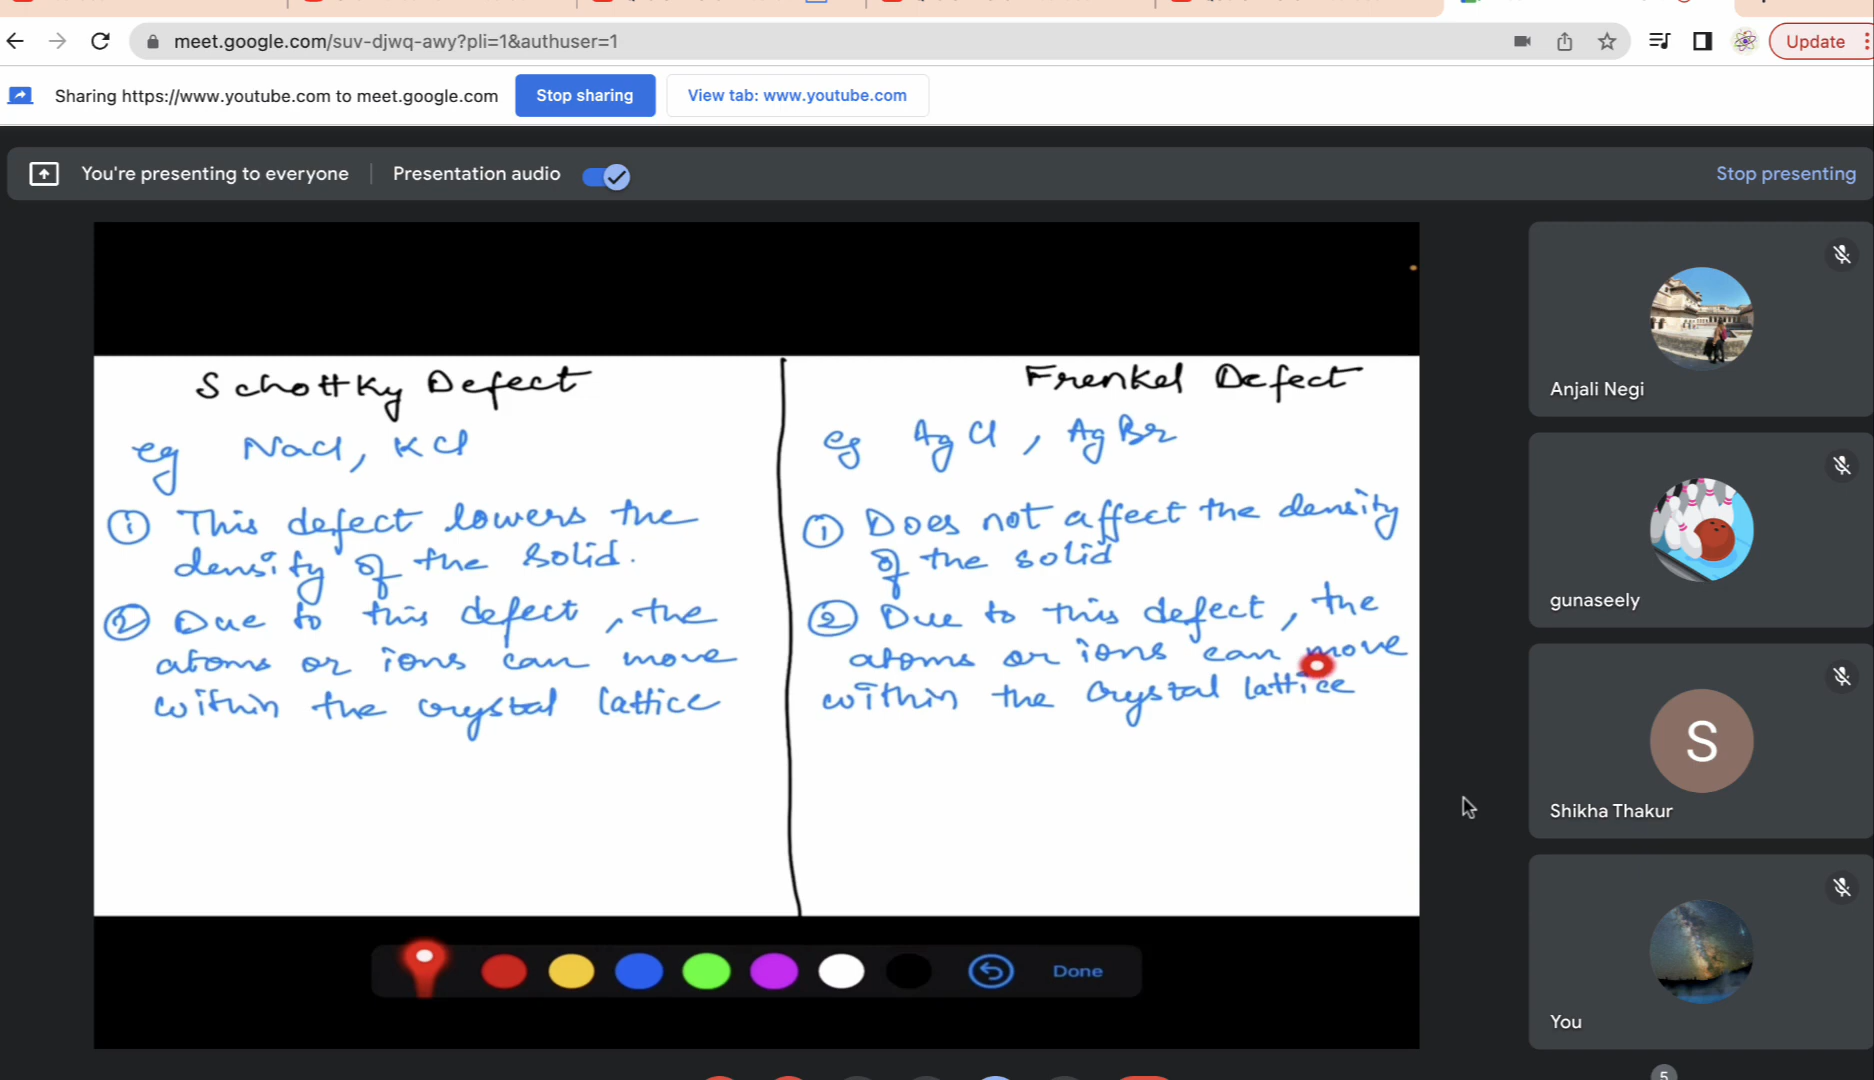 meet.google.com/suv-djwq-awy?pli=1&authuser=1
Update
Sharing https://www.youtube.com to meet.google.com
Stop sharing
View tab: www.youtube.com
You're presenting to everyone
Presentation audio
Stop presenting
Schottky Defect
eg NaCl, KCl
① This defect lowers the
density of the solid.
② Due to this defect, the
atoms or ions can move
within the crystal lattice
Frenkel Defect
eg AgCl, AgBr
① Does not affect the density
of the solid
② Due to this defect, the
atoms or ions can move
within the crystal lattice
Done
Anjali Negi
gunaseely
S
Shikha Thakur
You
5